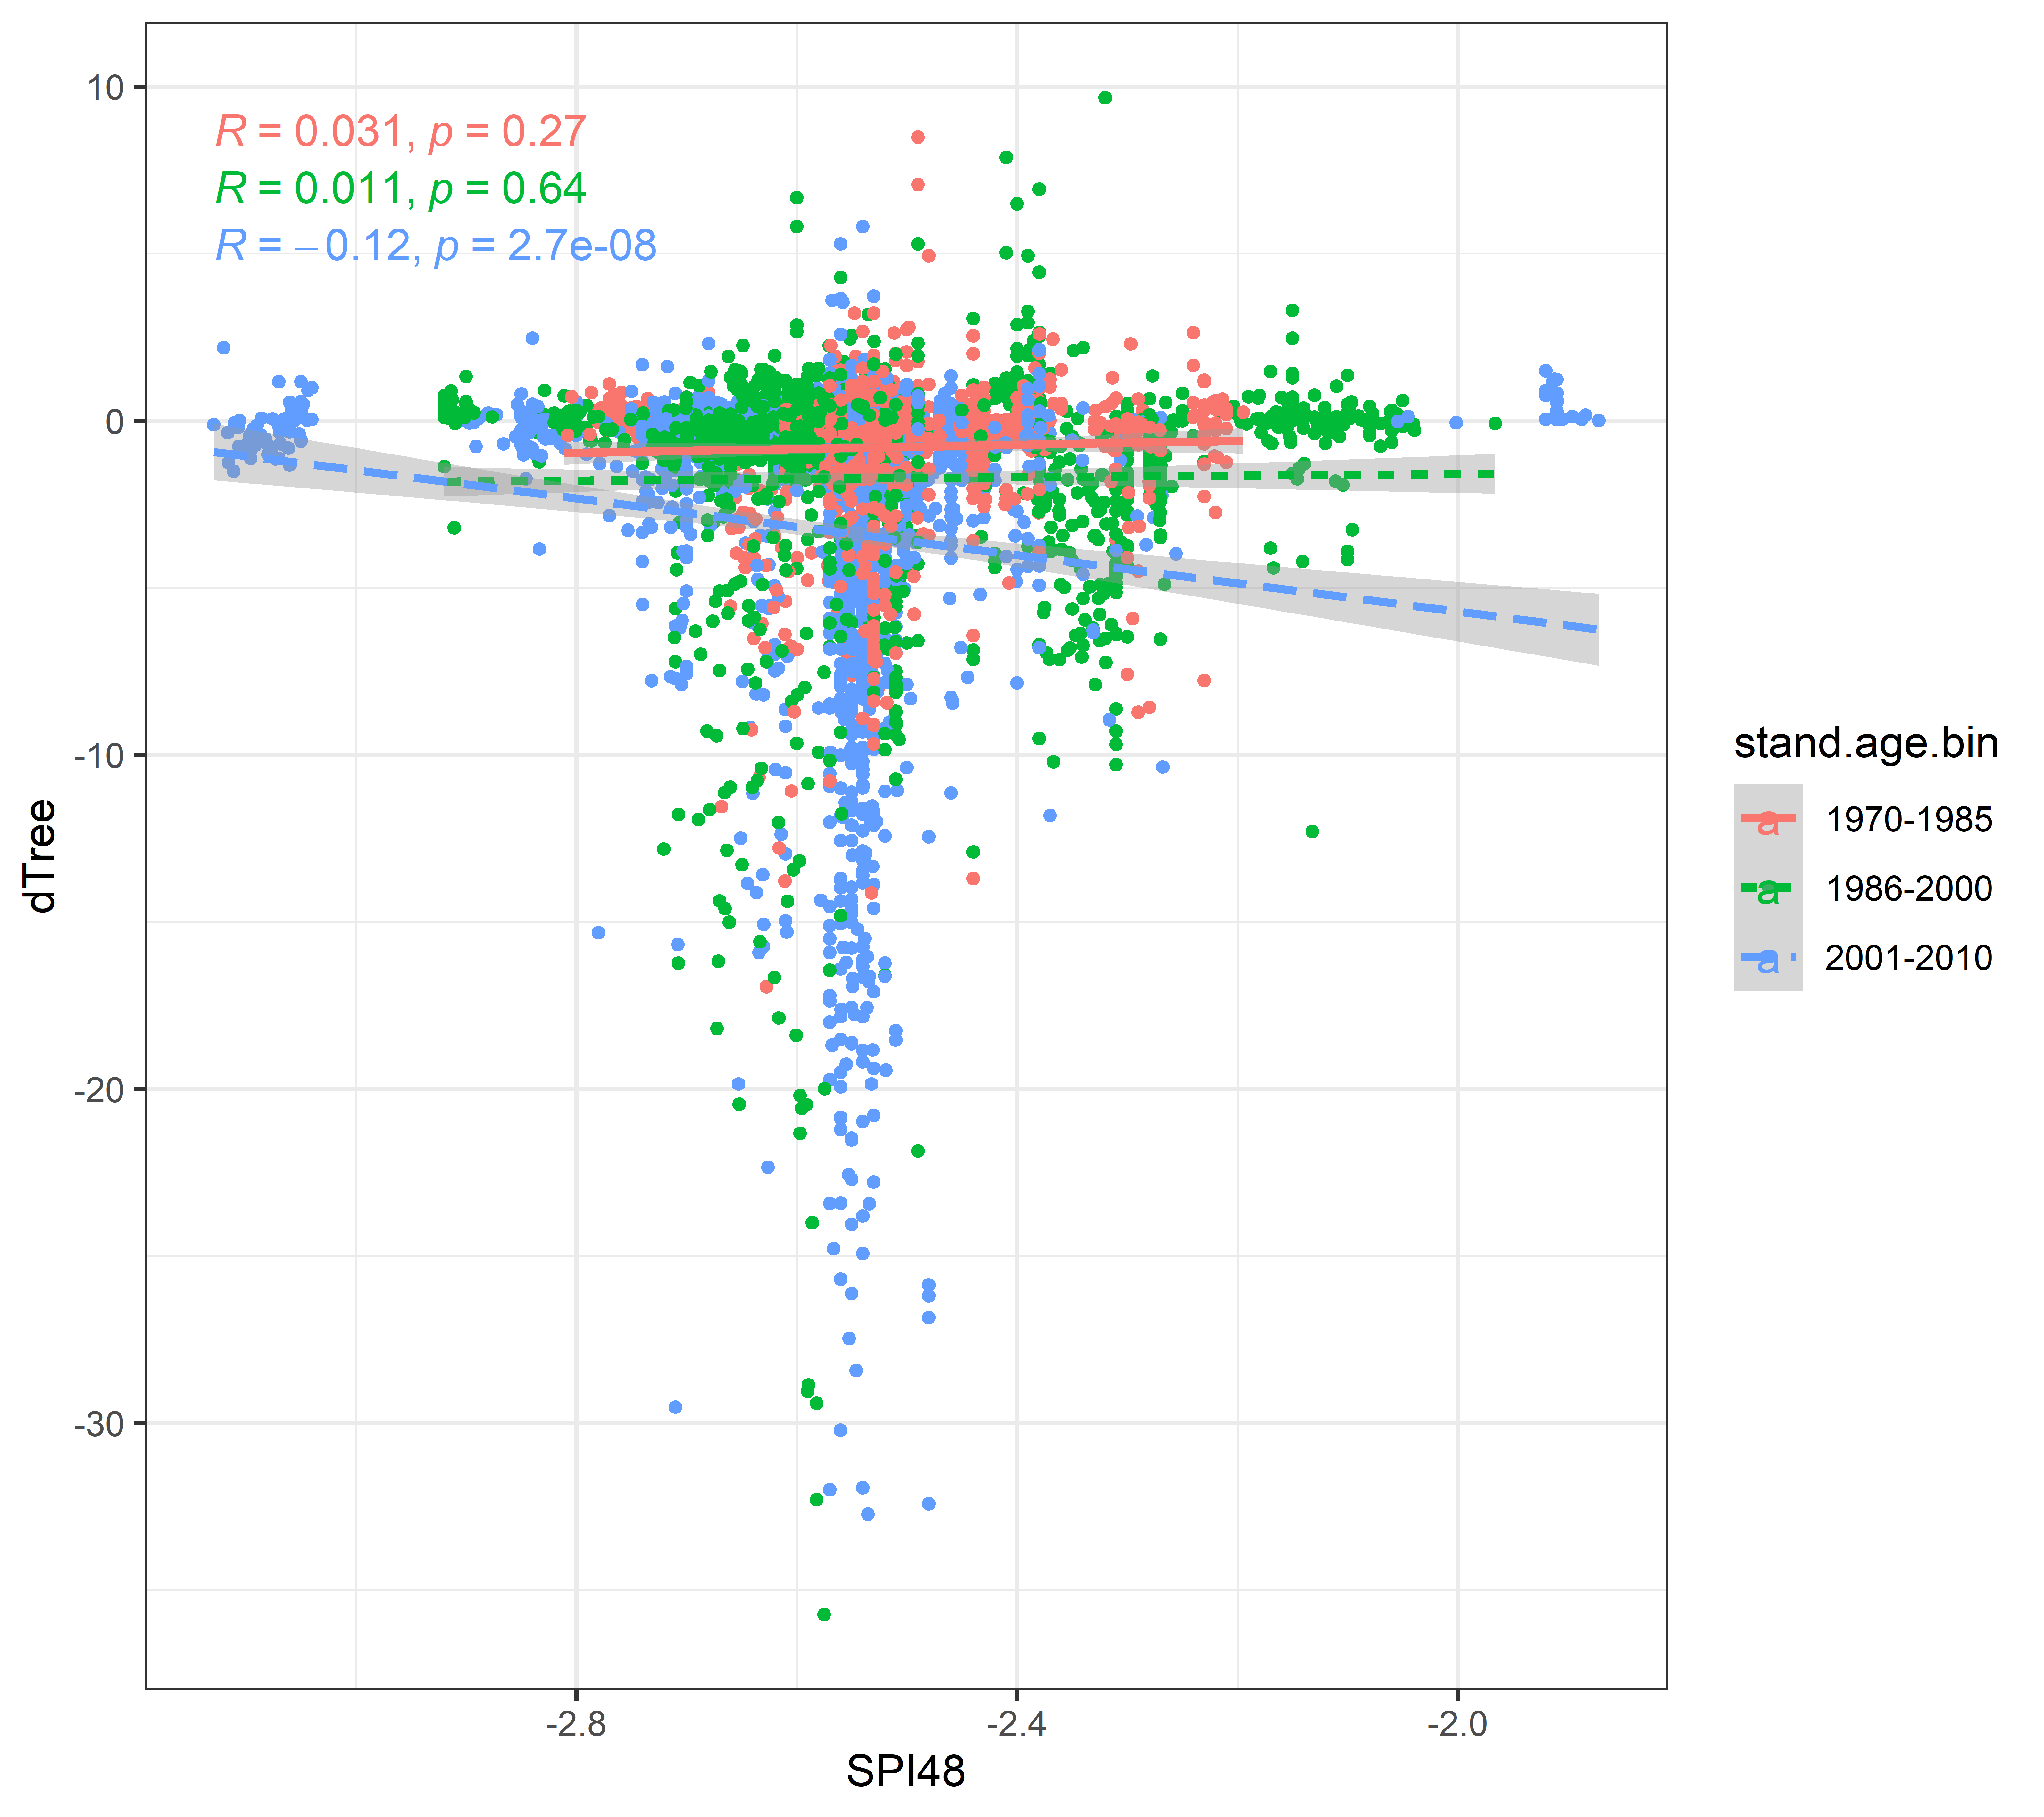 R = 0.031, p = 0.27
R = 0.011, p = 0.64
R = −0.12, p = 2.7e-08
10
0
-10
-20
-30
dTree
-2.8
-2.4
-2.0
SPI48
stand.age.bin
a 1970-1985
a 1986-2000
a 2001-2010